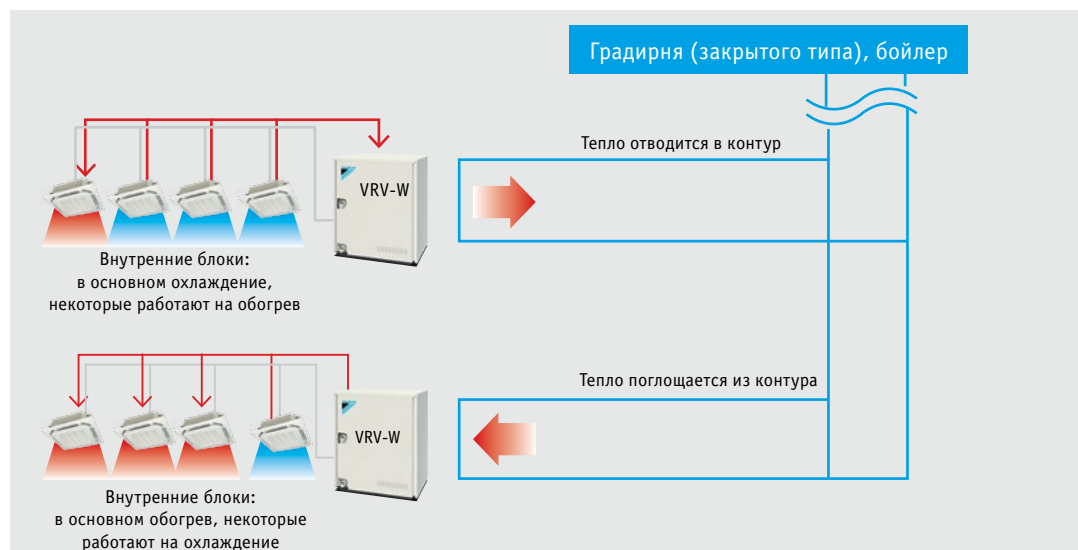 Градирня (закрытого типа), бойлер
Тепло отводится в контур
VRV-W
Внутренние блоки:
в основном охлаждение,
некоторые работают на обогрев
Тепло поглощается из контура
VRV-W
Внутренние блоки:
в основном обогрев, некоторые
работают на охлаждение